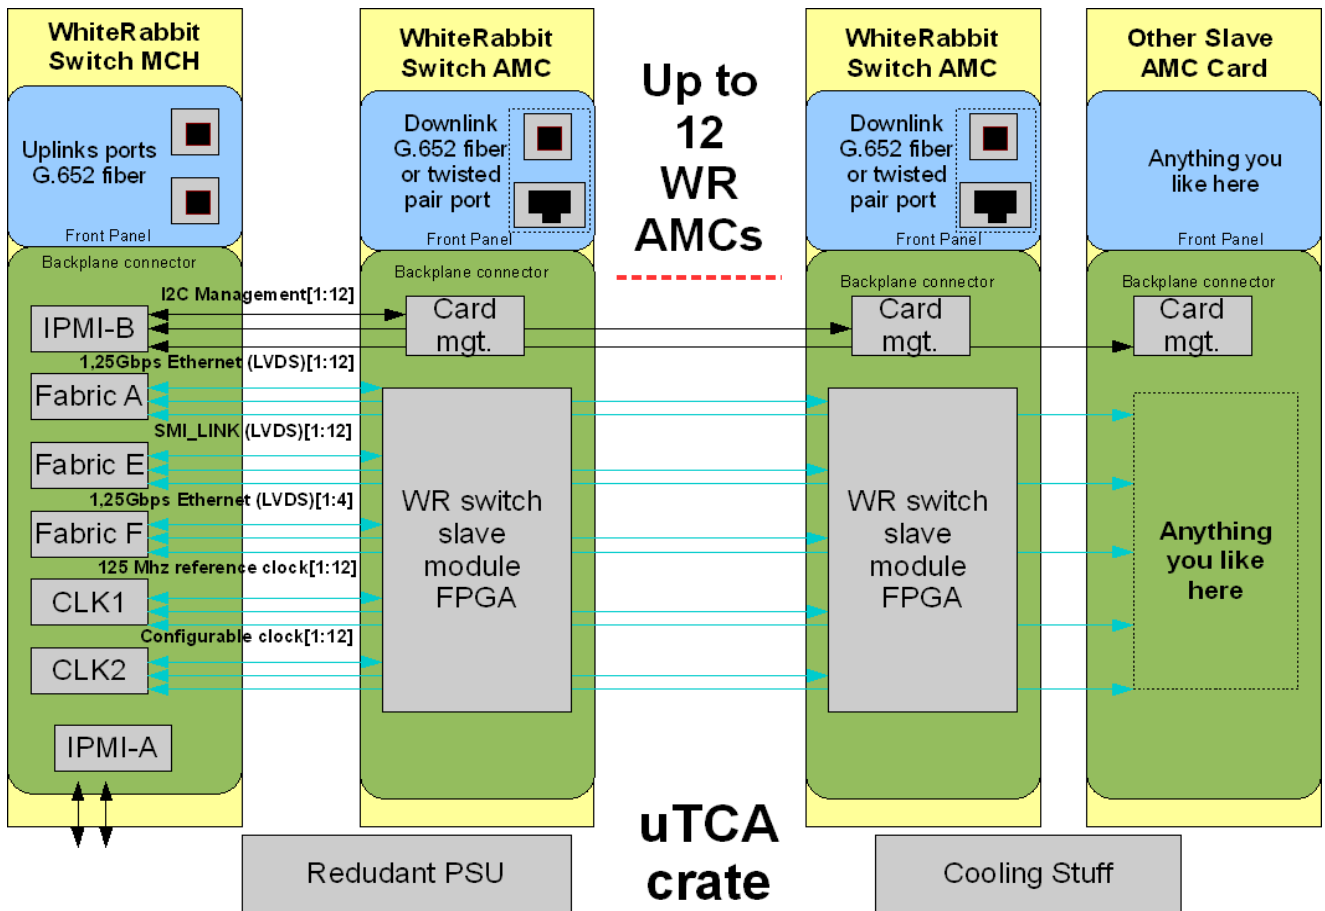 WhiteRabbit
Switch MCH
Uplinks ports
G.652 fiber
Front Panel
Backplane connector
I2C Management[1:12]
IPMI-B
1,25Gbps Ethernet (LVDS)[1:12]
Fabric A
SMI_LINK (LVDS)[1:12]
Fabric E
1,25Gbps Ethernet (LVDS)[1:4]
Fabric F
125 Mhz reference clock[1:12]
CLK1
Configurable clock[1:12]
CLK2
IPMI-A
WhiteRabbit
Switch AMC
Downlink
G.652 fiber
or twisted
pair port
Front Panel
Backplane connector
Card
mgt.
WR switch
slave
module
FPGA
Up to
12
WR
AMCs
WhiteRabbit
Switch AMC
Downlink
G.652 fiber
or twisted
pair port
Front Panel
Backplane connector
Card
mgt.
WR switch
slave
module
FPGA
Other Slave
AMC Card
Anything you
like here
Front Panel
Backplane connector
Card
mgt.
Anything
you like
here
Redudant PSU
uTCA
crate
Cooling Stuff